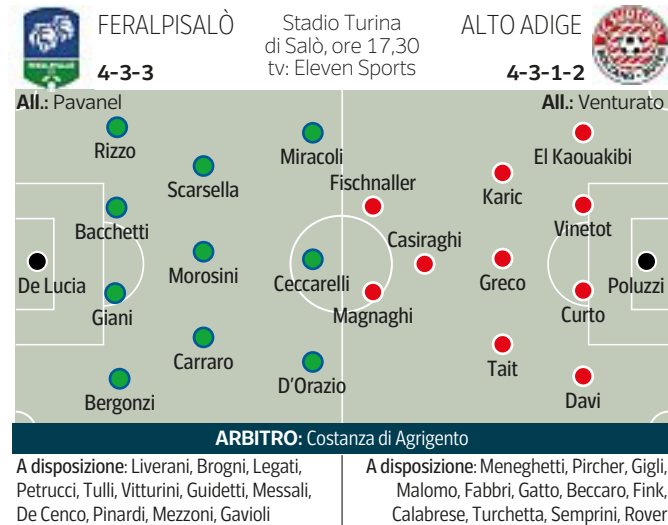 FERALPISALÒ
4-3-3
Stadio Turina
di Salò, ore 17,30
tv: Eleven Sports
ALTO ADIGE
4-3-1-2
All.: Pavanel
All.: Venturato
Rizzo
Scarsella
Miracoli
Fischnaller
Karic
El Kaouakibi
Bacchetti
Casiraghi
Vinetot
De Lucia
Morosini
Ceccarelli
Greco
Poluzzi
Giani
Magnaghi
Curto
Carraro
Tait
Bergonzi
D'Orazio
Davi
ARBITRO: Costanza di Agrigento
A disposizione: Liverani, Brogni, Legati,
Petrucci, Tulli, Vitturini, Guidetti, Messali,
De Cenco, Pinardi, Mezzoni, Gavioli
A disposizione: Meneghetti, Pircher, Gigli,
Malomo, Fabbri, Gatto, Beccaro, Fink,
Calabrese, Turchetta, Semprini, Rover